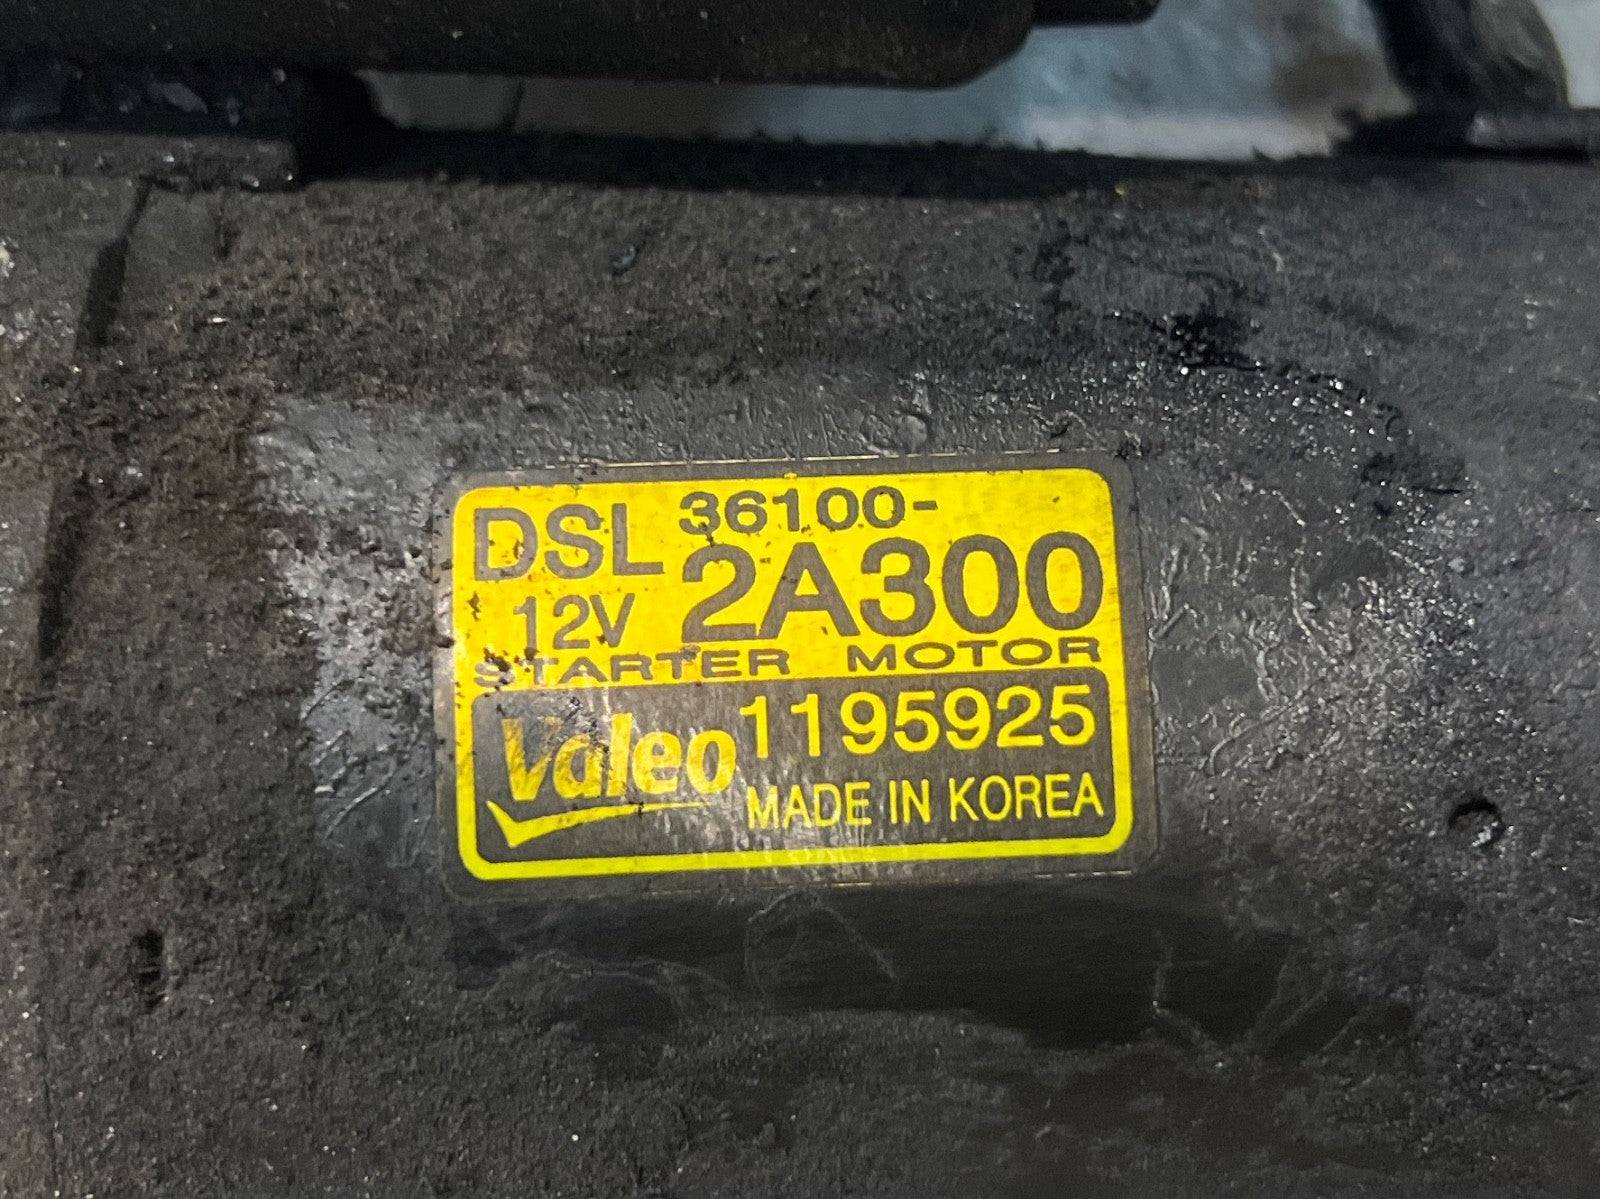 DSL 36100-
12V 2A300
STARTER MOTOR
Valeo 1195925
MADE IN KOREA